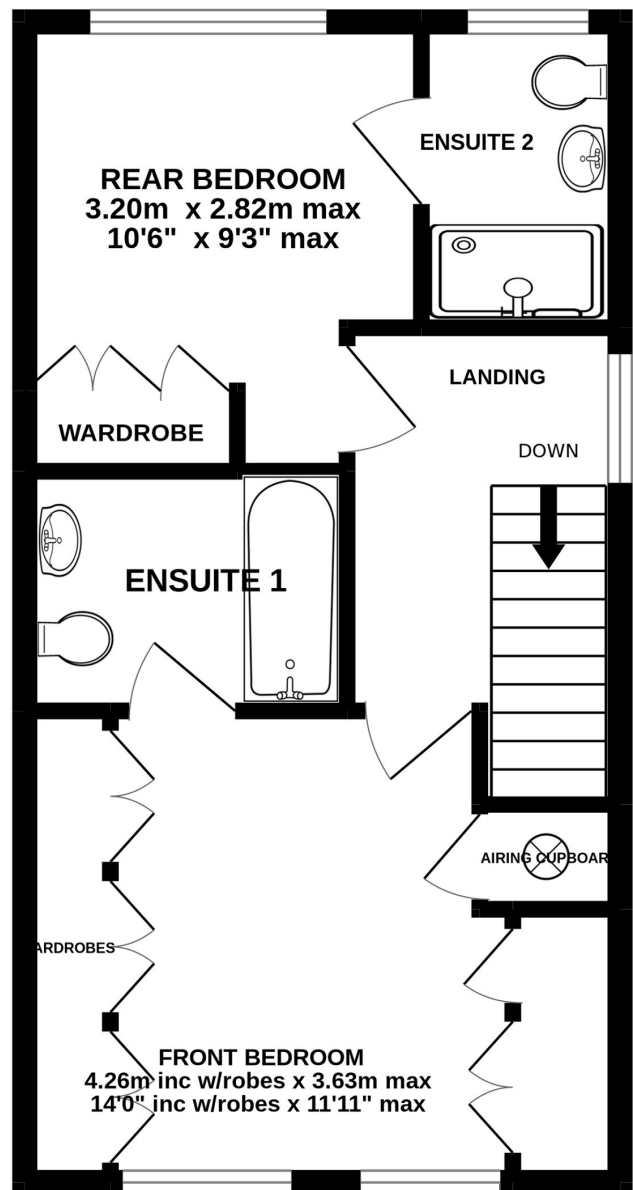 ENSUITE 2
REAR BEDROOM
3.20m x 2.82m max
10'6" x 9'3" max
LANDING
WARDROBE
DOWN
ENSUITE 1
AIRING CUPBOAR
ARDROBES
FRONT BEDROOM
4.26m inc w/robes x 3.63m max
14'0" inc w/robes x 11'11" max